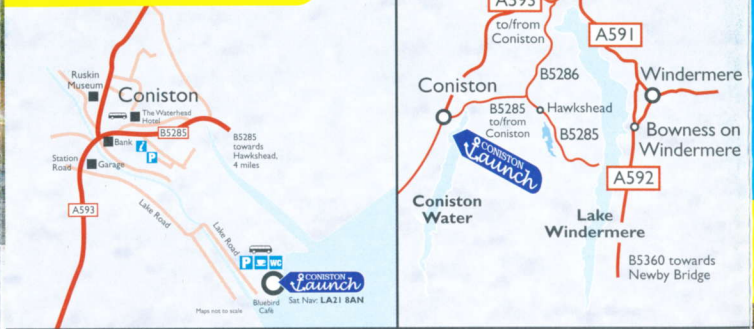 Ruskin
Museum
Coniston
The Waterhead
Hotel
B5285
Bank
i
P
B5285
towards
Hawkshead,
4 miles
Station
Road
Garage
A593
Lake Road
Lake Road
P
WC
CONISTON
Launch
Bluebird
Café
Sat Nav: LA21 8AN
Maps not to scale
A593
to/from
Coniston
A591
B5286
Coniston
Windermere
B5285
to/from
Coniston
Hawkshead
B5285
Bowness on
Windermere
CONISTON
Launch
A592
Coniston
Water
Lake
Windermere
B5360 towards
Newby Bridge